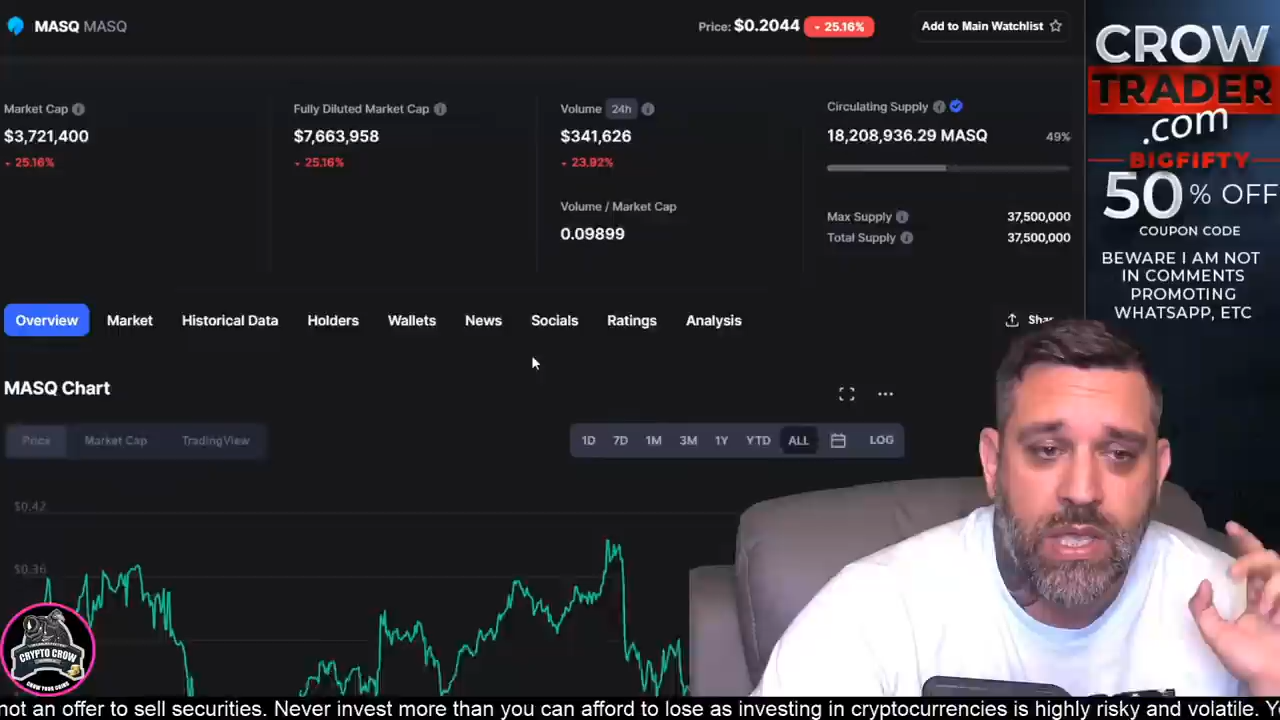 MASQ MASQ
Price: $0.2044 25.16%
Add to Main Watchlist
Market Cap
$3,721,400
25.16%
Fully Diluted Market Cap
$7,663,958
25.16%
Volume 24h
$341,626
23.92%
Volume / Market Cap
0.09899
Circulating Supply
18,208,936.29 MASQ 49%
Max Supply 37,500,000
Total Supply 37,500,000
Overview Market Historical Data Holders Wallets News Socials Ratings Analysis
MASQ Chart
Price Market Cap TradingView
1D 7D 1M 3M 1Y YTD ALL LOG
$0.42
$0.36
CROW
TRADER
.com
BIGFIFTY
50% OFF
COUPON CODE
BEWARE I AM NOT
IN COMMENTS
PROMOTING
WHATSAPP, ETC
CRYPTO CROW
not an offer to sell securities. Never invest more than you can afford to lose as investing in cryptocurrencies is highly risky and volatile.